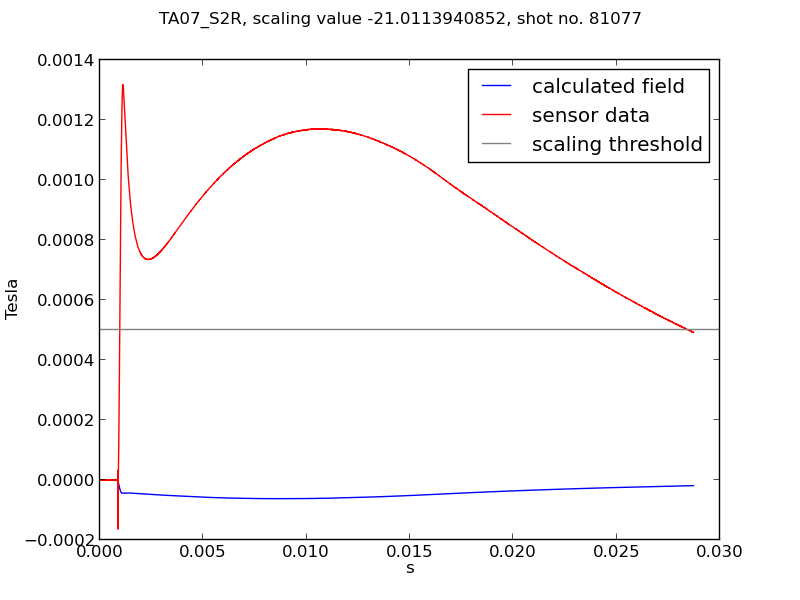 TA07_S2R, scaling value -21.0113940852, shot no. 81077
0.0014
0.0012
0.0010
0.0008
0.0006
0.0004
0.0002
0.0000
−0.0002
Tesla
calculated field
sensor data
scaling threshold
0.000
0.005
0.010
0.015
0.020
0.025
0.030
s